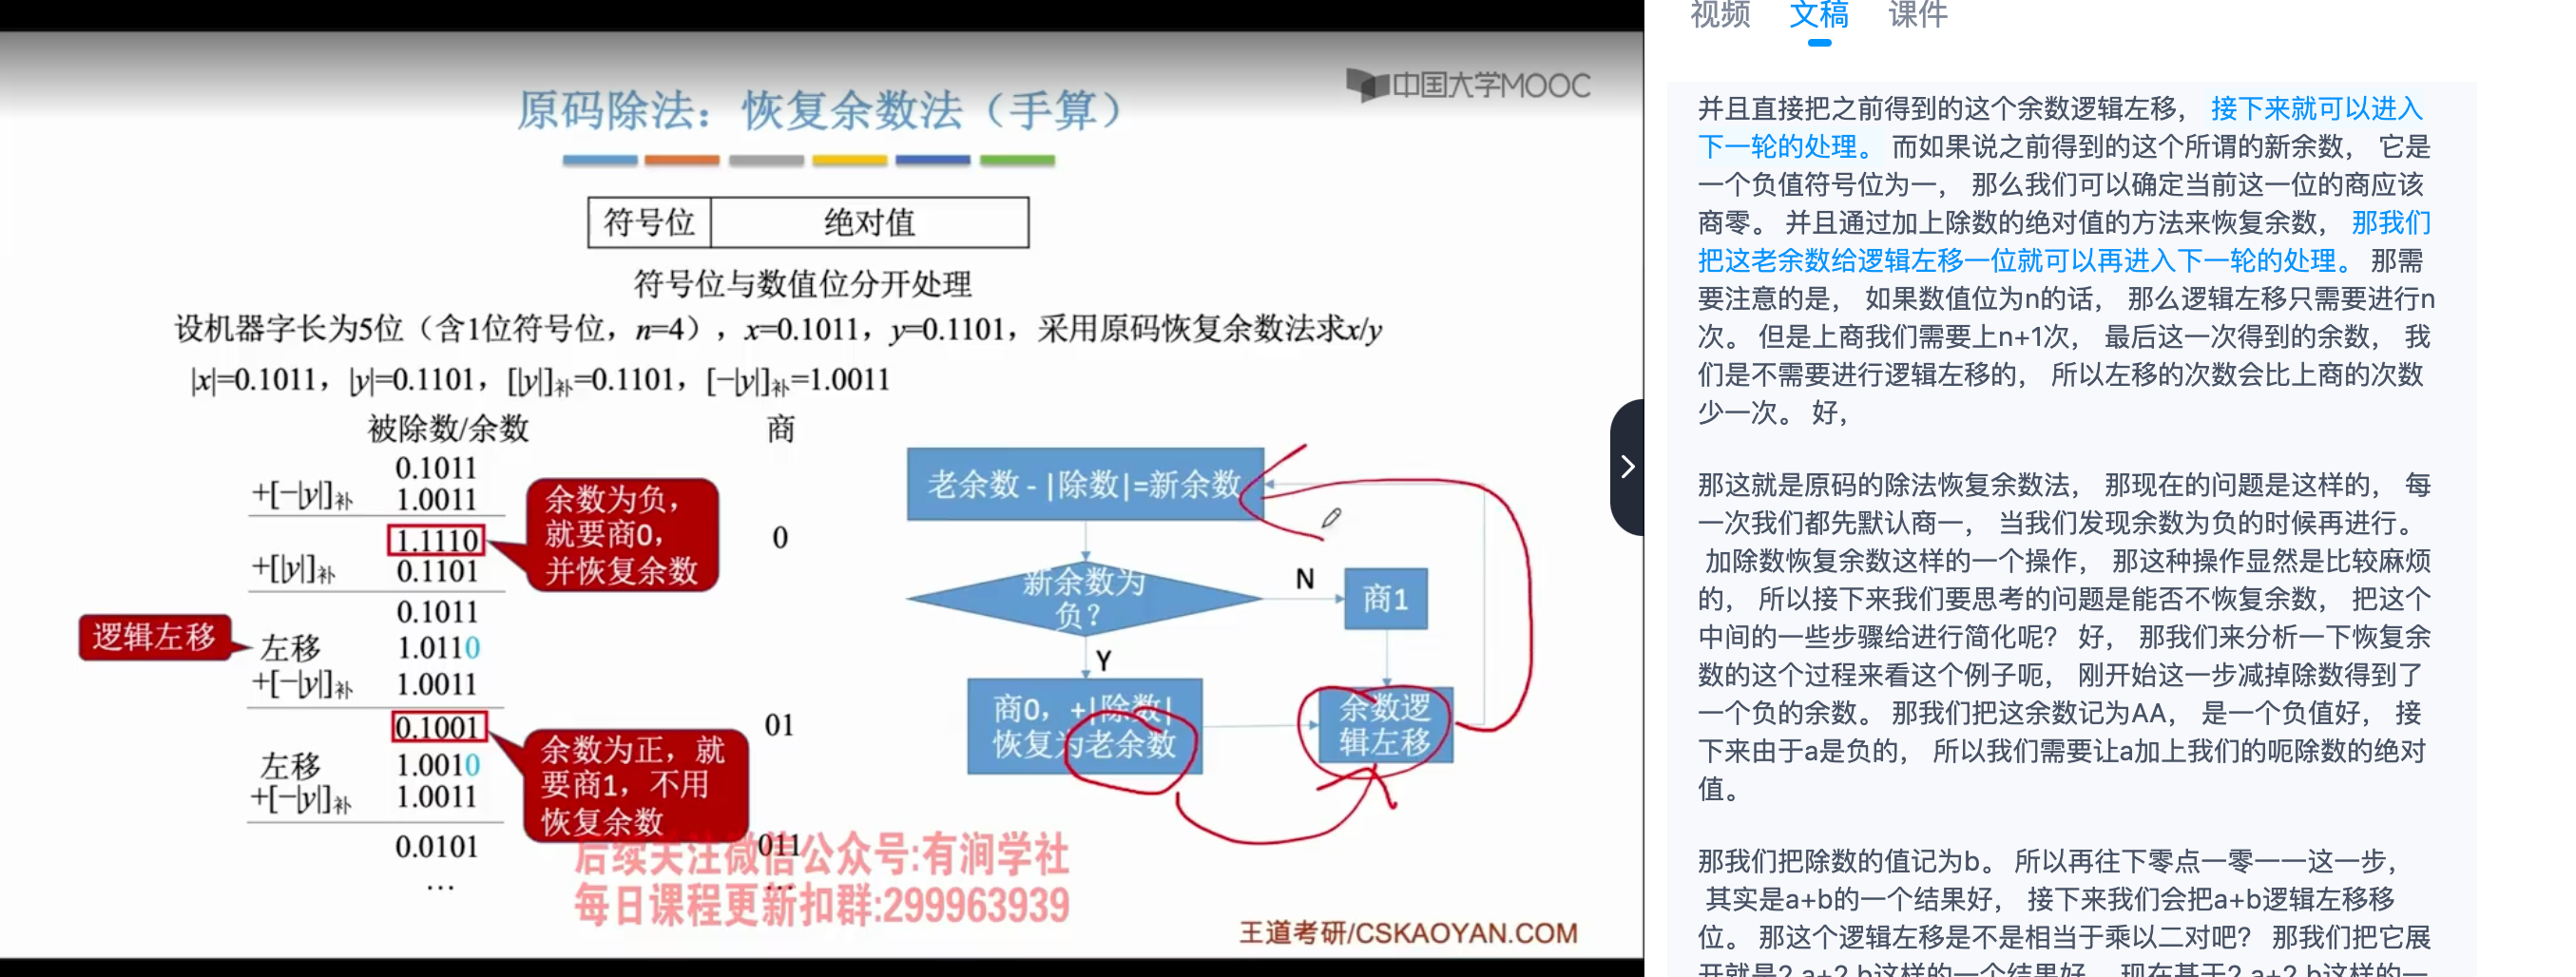 中国大学MOOC
原码除法：恢复余数法（手算）
符号位 绝对值
符号位与数值位分开处理
设机器字长为5位（含1位符号位，n=4），x=0.1011，y=0.1101，采用原码恢复余数法求x/y
|x|=0.1011，|y|=0.1101，[|y|]补=0.1101，[−|y|]补=1.0011
被除数/余数 商
0.1011
+[−|y|]补 1.0011
1.1110 0
+[|y|]补 0.1101
0.1011
左移 1.0110
+[−|y|]补 1.0011
0.1001 01
左移 1.0010
+[−|y|]补 1.0011
0.0101 011
… …
余数为负，
就要商0，
并恢复余数
逻辑左移
余数为正，就
要商1，不用
恢复余数
老余数 - |除数|=新余数
新余数为
负？
N
商1
Y
商0，+|除数|
恢复为老余数
余数逻
辑左移
后续关注微信公众号:有涧学社
每日课程更新扣群:299963939
王道考研/CSKAOYAN.COM
视频 文稿 课件
并且直接把之前得到的这个余数逻辑左移， 接下来就可以进入
下一轮的处理。 而如果说之前得到的这个所谓的新余数， 它是
一个负值符号位为一， 那么我们可以确定当前这一位的商应该
商零。 并且通过加上除数的绝对值的方法来恢复余数， 那我们
把这老余数给逻辑左移一位就可以再进入下一轮的处理。 那需
要注意的是， 如果数值位为n的话， 那么逻辑左移只需要进行n
次。 但是上商我们需要上n+1次， 最后这一次得到的余数， 我
们是不需要进行逻辑左移的， 所以左移的次数会比上商的次数
少一次。 好，
那这就是原码的除法恢复余数法， 那现在的问题是这样的， 每
一次我们都先默认商一， 当我们发现余数为负的时候再进行。
加除数恢复余数这样的一个操作， 那这种操作显然是比较麻烦
的， 所以接下来我们要思考的问题是能否不恢复余数， 把这个
中间的一些步骤给进行简化呢？ 好， 那我们来分析一下恢复余
数的这个过程来看这个例子呃， 刚开始这一步减掉除数得到了
一个负的余数。 那我们把这余数记为AA， 是一个负值好， 接
下来由于a是负的， 所以我们需要让a加上我们的呃除数的绝对
值。
那我们把除数的值记为b。 所以再往下零点一零一一这一步，
其实是a+b的一个结果好， 接下来我们会把a+b逻辑左移移
位。 那这个逻辑左移是不是相当于乘以二对吧？ 那我们把它展
开就是2 a+2 b这样的一个结果好， 现在基于2 a+2 b这样的一